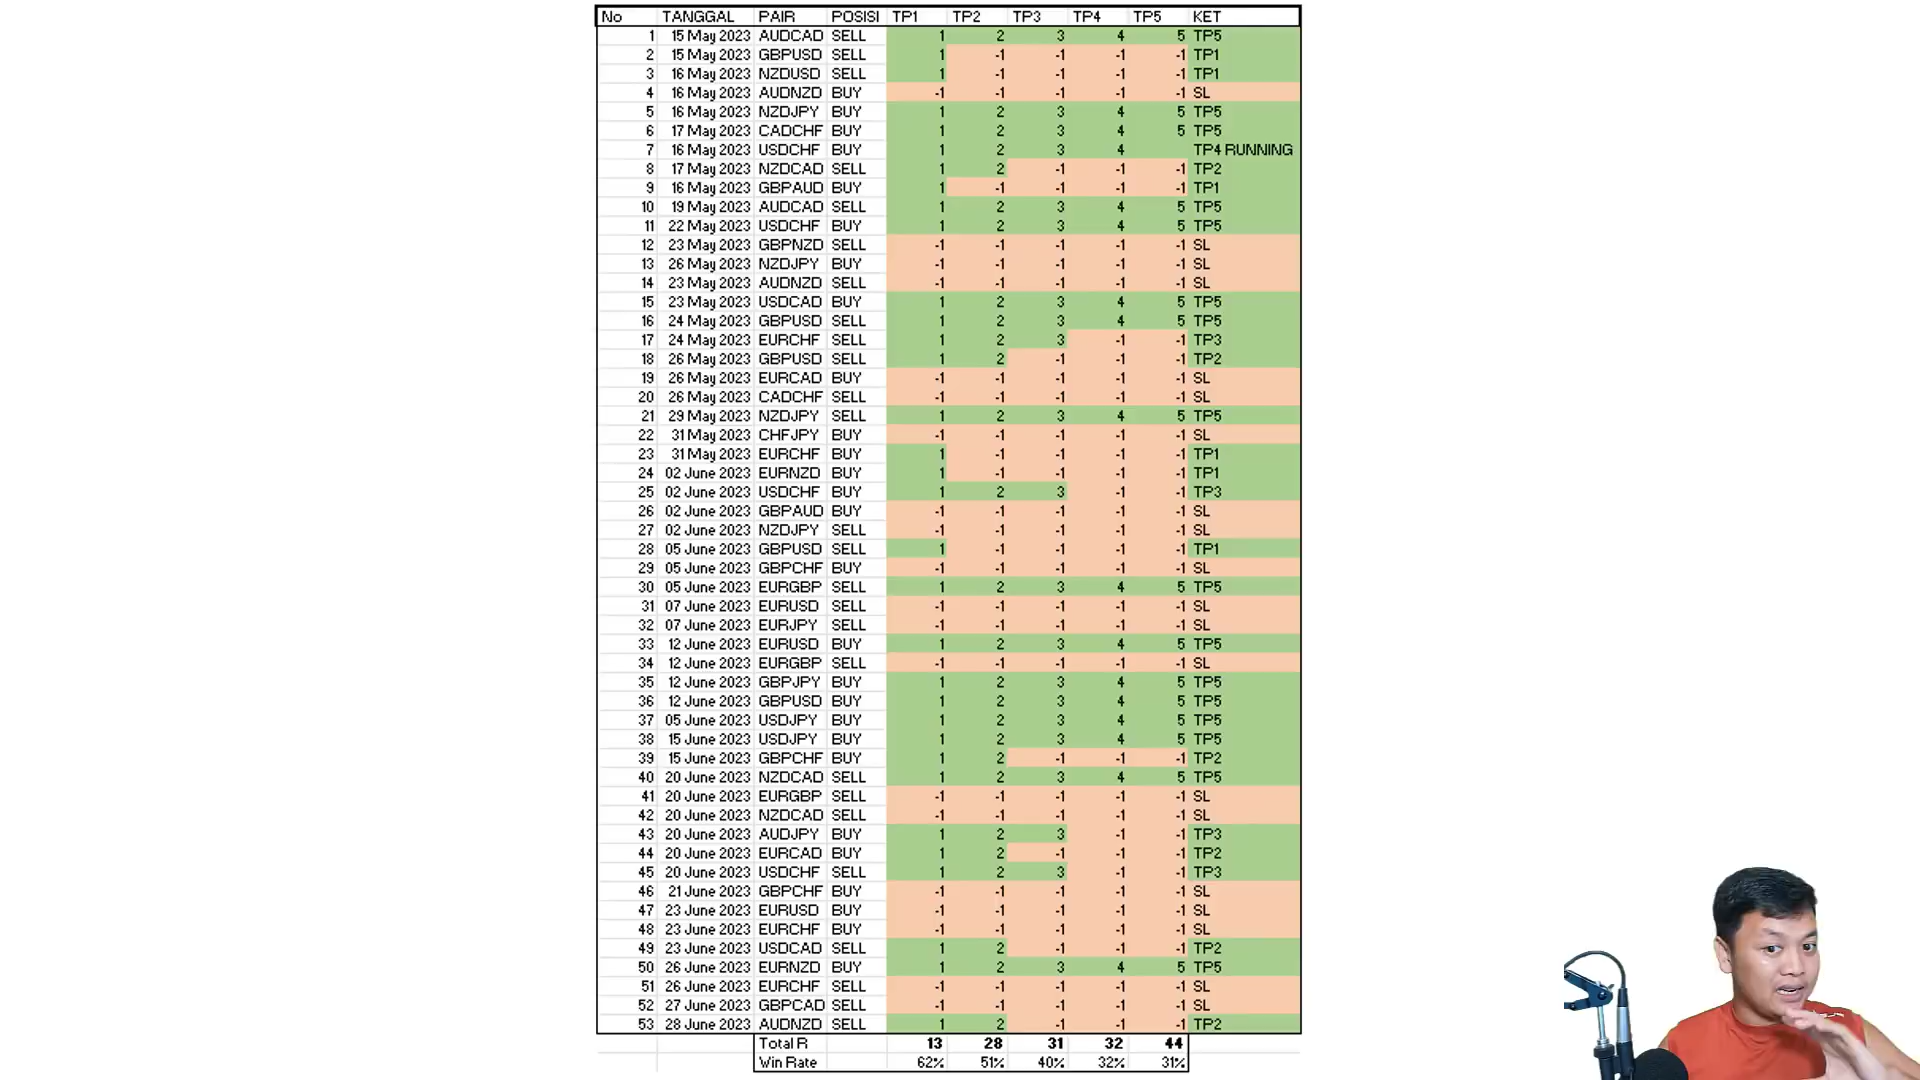 No TANGGAL PAIR POSISI TP1 TP2 TP3 TP4 TP5 KET
1 15 May 2023 AUDCAD SELL 1 2 3 4 5 TP5
2 15 May 2023 GBPUSD SELL 1 -1 -1 -1 -1 TP1
3 16 May 2023 NZDUSD SELL 1 -1 -1 -1 -1 TP1
4 16 May 2023 AUDNZD BUY -1 -1 -1 -1 -1 SL
5 16 May 2023 NZDJPY BUY 1 2 3 4 5 TP5
6 17 May 2023 CADCHF BUY 1 2 3 4 5 TP5
7 16 May 2023 USDCHF BUY 1 2 3 4 TP4 RUNNING
8 17 May 2023 NZDCAD SELL 1 2 -1 -1 -1 TP2
9 16 May 2023 GBPAUD BUY 1 -1 -1 -1 -1 TP1
10 19 May 2023 AUDCAD SELL 1 2 3 4 5 TP5
11 22 May 2023 USDCHF BUY 1 2 3 4 5 TP5
12 23 May 2023 GBPNZD SELL -1 -1 -1 -1 -1 SL
13 26 May 2023 NZDJPY BUY -1 -1 -1 -1 -1 SL
14 23 May 2023 AUDNZD SELL -1 -1 -1 -1 -1 SL
15 23 May 2023 USDCAD BUY 1 2 3 4 5 TP5
16 24 May 2023 GBPUSD SELL 1 2 3 4 5 TP5
17 24 May 2023 EURCHF SELL 1 2 3 -1 -1 TP3
18 26 May 2023 GBPUSD SELL 1 2 -1 -1 -1 TP2
19 26 May 2023 EURCAD BUY -1 -1 -1 -1 -1 SL
20 26 May 2023 CADCHF SELL -1 -1 -1 -1 -1 SL
21 29 May 2023 NZDJPY SELL 1 2 3 4 5 TP5
22 31 May 2023 CHFJPY BUY -1 -1 -1 -1 -1 SL
23 31 May 2023 EURCHF BUY 1 -1 -1 -1 -1 TP1
24 02 June 2023 EURNZD BUY 1 -1 -1 -1 -1 TP1
25 02 June 2023 USDCHF BUY 1 2 3 -1 -1 TP3
26 02 June 2023 GBPAUD BUY -1 -1 -1 -1 -1 SL
27 02 June 2023 NZDJPY SELL -1 -1 -1 -1 -1 SL
28 05 June 2023 GBPUSD SELL 1 -1 -1 -1 -1 TP1
29 05 June 2023 GBPCHF BUY -1 -1 -1 -1 -1 SL
30 05 June 2023 EURGBP SELL 1 2 3 4 5 TP5
31 07 June 2023 EURUSD SELL -1 -1 -1 -1 -1 SL
32 07 June 2023 EURJPY SELL -1 -1 -1 -1 -1 SL
33 12 June 2023 EURUSD BUY 1 2 3 4 5 TP5
34 12 June 2023 EURGBP SELL -1 -1 -1 -1 -1 SL
35 12 June 2023 GBPJPY BUY 1 2 3 4 5 TP5
36 12 June 2023 GBPUSD BUY 1 2 3 4 5 TP5
37 05 June 2023 USDJPY BUY 1 2 3 4 5 TP5
38 15 June 2023 USDJPY BUY 1 2 3 4 5 TP5
39 15 June 2023 GBPCHF BUY 1 2 -1 -1 -1 TP2
40 20 June 2023 NZDCAD SELL 1 2 3 4 5 TP5
41 20 June 2023 EURGBP SELL -1 -1 -1 -1 -1 SL
42 20 June 2023 NZDCAD SELL -1 -1 -1 -1 -1 SL
43 20 June 2023 AUDJPY BUY 1 2 3 -1 -1 TP3
44 20 June 2023 EURCAD BUY 1 2 -1 -1 -1 TP2
45 20 June 2023 USDCHF SELL 1 2 3 -1 -1 TP3
46 21 June 2023 GBPCHF BUY -1 -1 -1 -1 -1 SL
47 23 June 2023 EURUSD BUY -1 -1 -1 -1 -1 SL
48 23 June 2023 EURCHF BUY -1 -1 -1 -1 -1 SL
49 23 June 2023 USDCAD SELL 1 2 -1 -1 -1 TP2
50 26 June 2023 EURNZD BUY 1 2 3 4 5 TP5
51 26 June 2023 EURCHF SELL -1 -1 -1 -1 -1 SL
52 27 June 2023 GBPCAD SELL -1 -1 -1 -1 -1 SL
53 28 June 2023 AUDNZD SELL 1 2 -1 -1 -1 TP2
Total R 13 28 31 32 44
Win Rate 62% 51% 40% 32% 31%